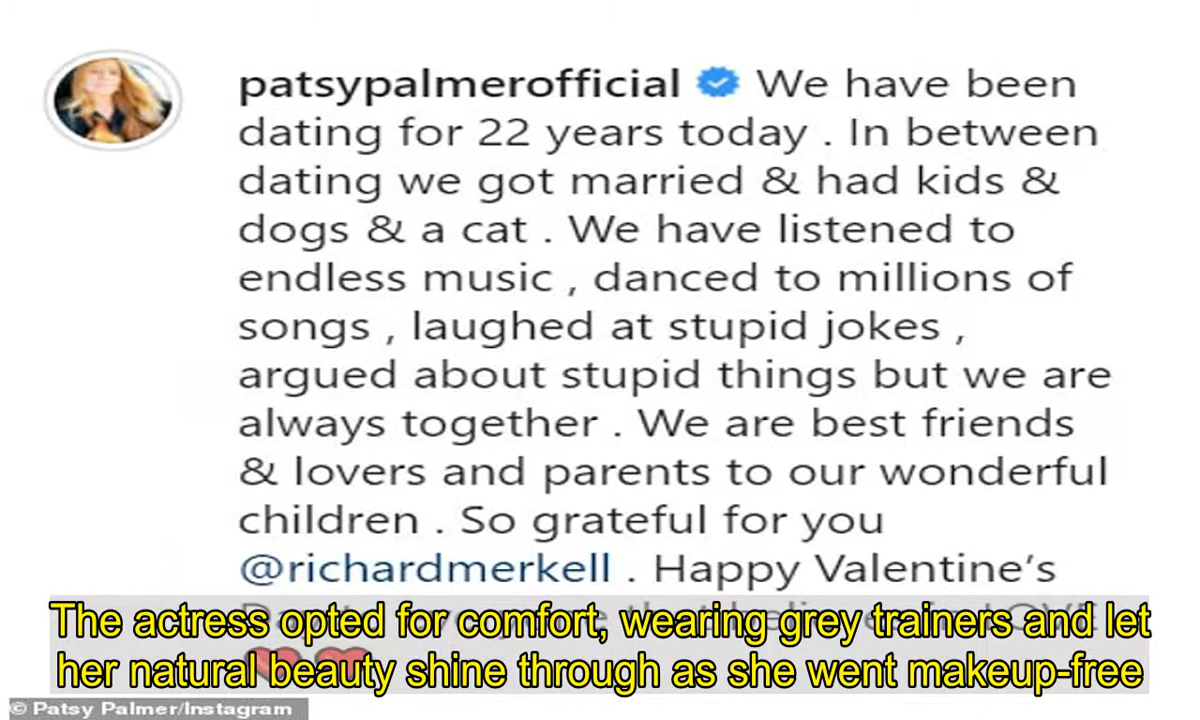 patsypalmerofficial We have been
dating for 22 years today . In between
dating we got married & had kids &
dogs & a cat . We have listened to
endless music , danced to millions of
songs , laughed at stupid jokes ,
argued about stupid things but we are
always together . We are best friends
& lovers and parents to our wonderful
children . So grateful for you
@richardmerkell . Happy Valentine's
The actress opted for comfort, wearing grey trainers and let
her natural beauty shine through as she went makeup-free
© Patsy Palmer/Instagram